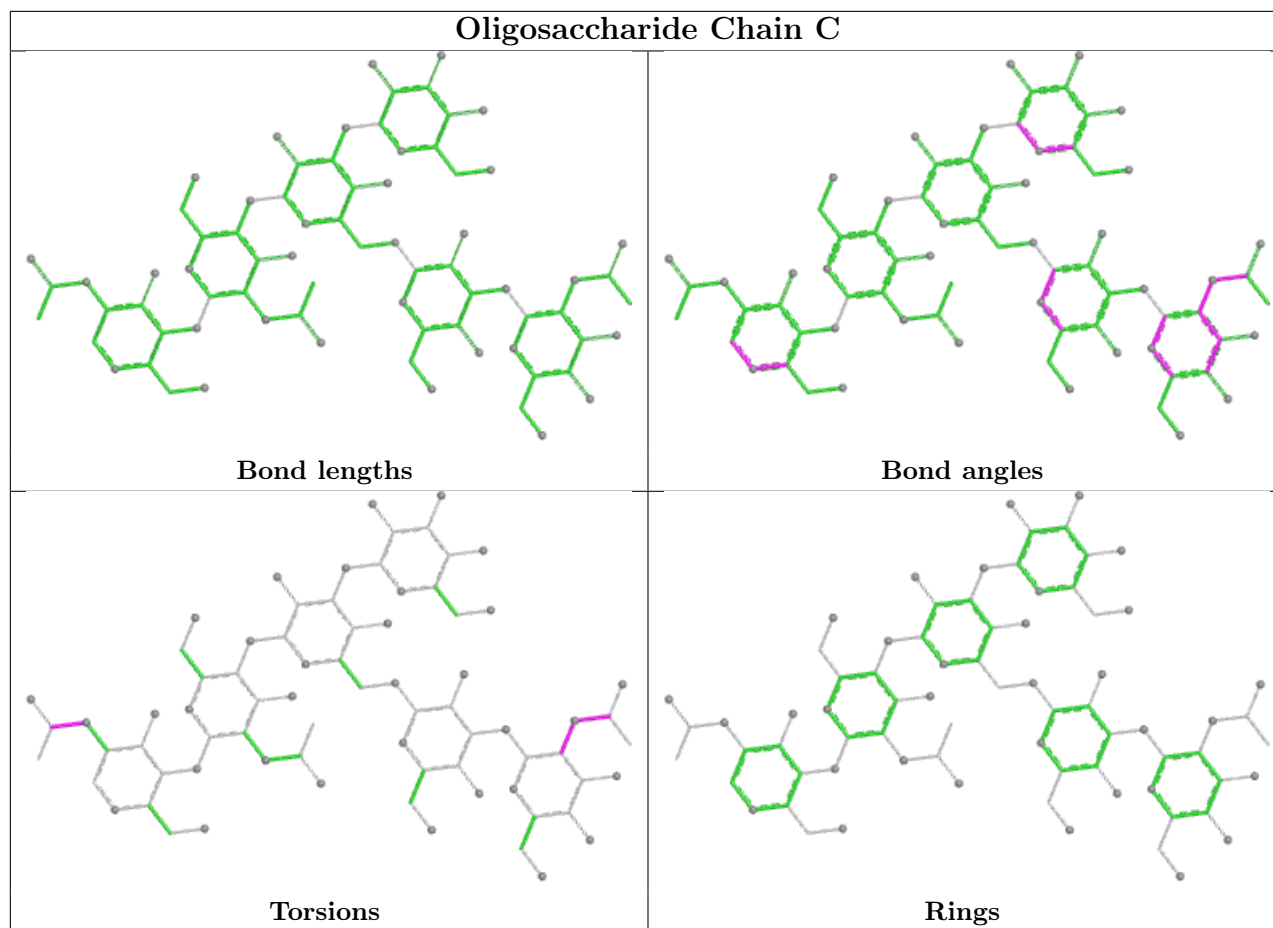 Oligosaccharide Chain C
Bond lengths
Bond angles
Torsions
Rings